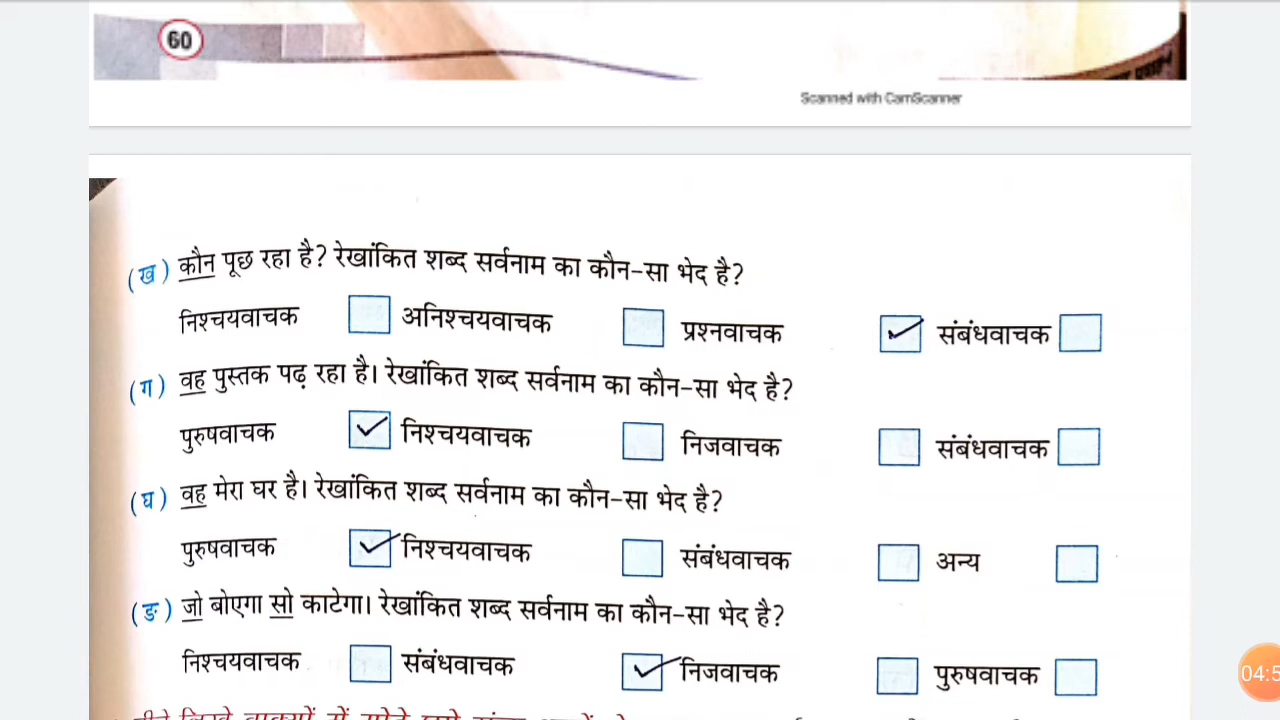 60
Scanned with CamScanner
(ख) कौन पूछ रहा है? रेखांकित शब्द सर्वनाम का कौन-सा भेद है?
निश्चयवाचक अनिश्चयवाचक प्रश्नवाचक ✓ संबंधवाचक
(ग) वह पुस्तक पढ़ रहा है। रेखांकित शब्द सर्वनाम का कौन-सा भेद है?
पुरुषवाचक ✓ निश्चयवाचक निजवाचक संबंधवाचक
(घ) वह मेरा घर है। रेखांकित शब्द सर्वनाम का कौन-सा भेद है?
पुरुषवाचक ✓ निश्चयवाचक संबंधवाचक अन्य
(ङ) जो बोएगा सो काटेगा। रेखांकित शब्द सर्वनाम का कौन-सा भेद है?
निश्चयवाचक संबंधवाचक ✓ निजवाचक पुरुषवाचक
04:5